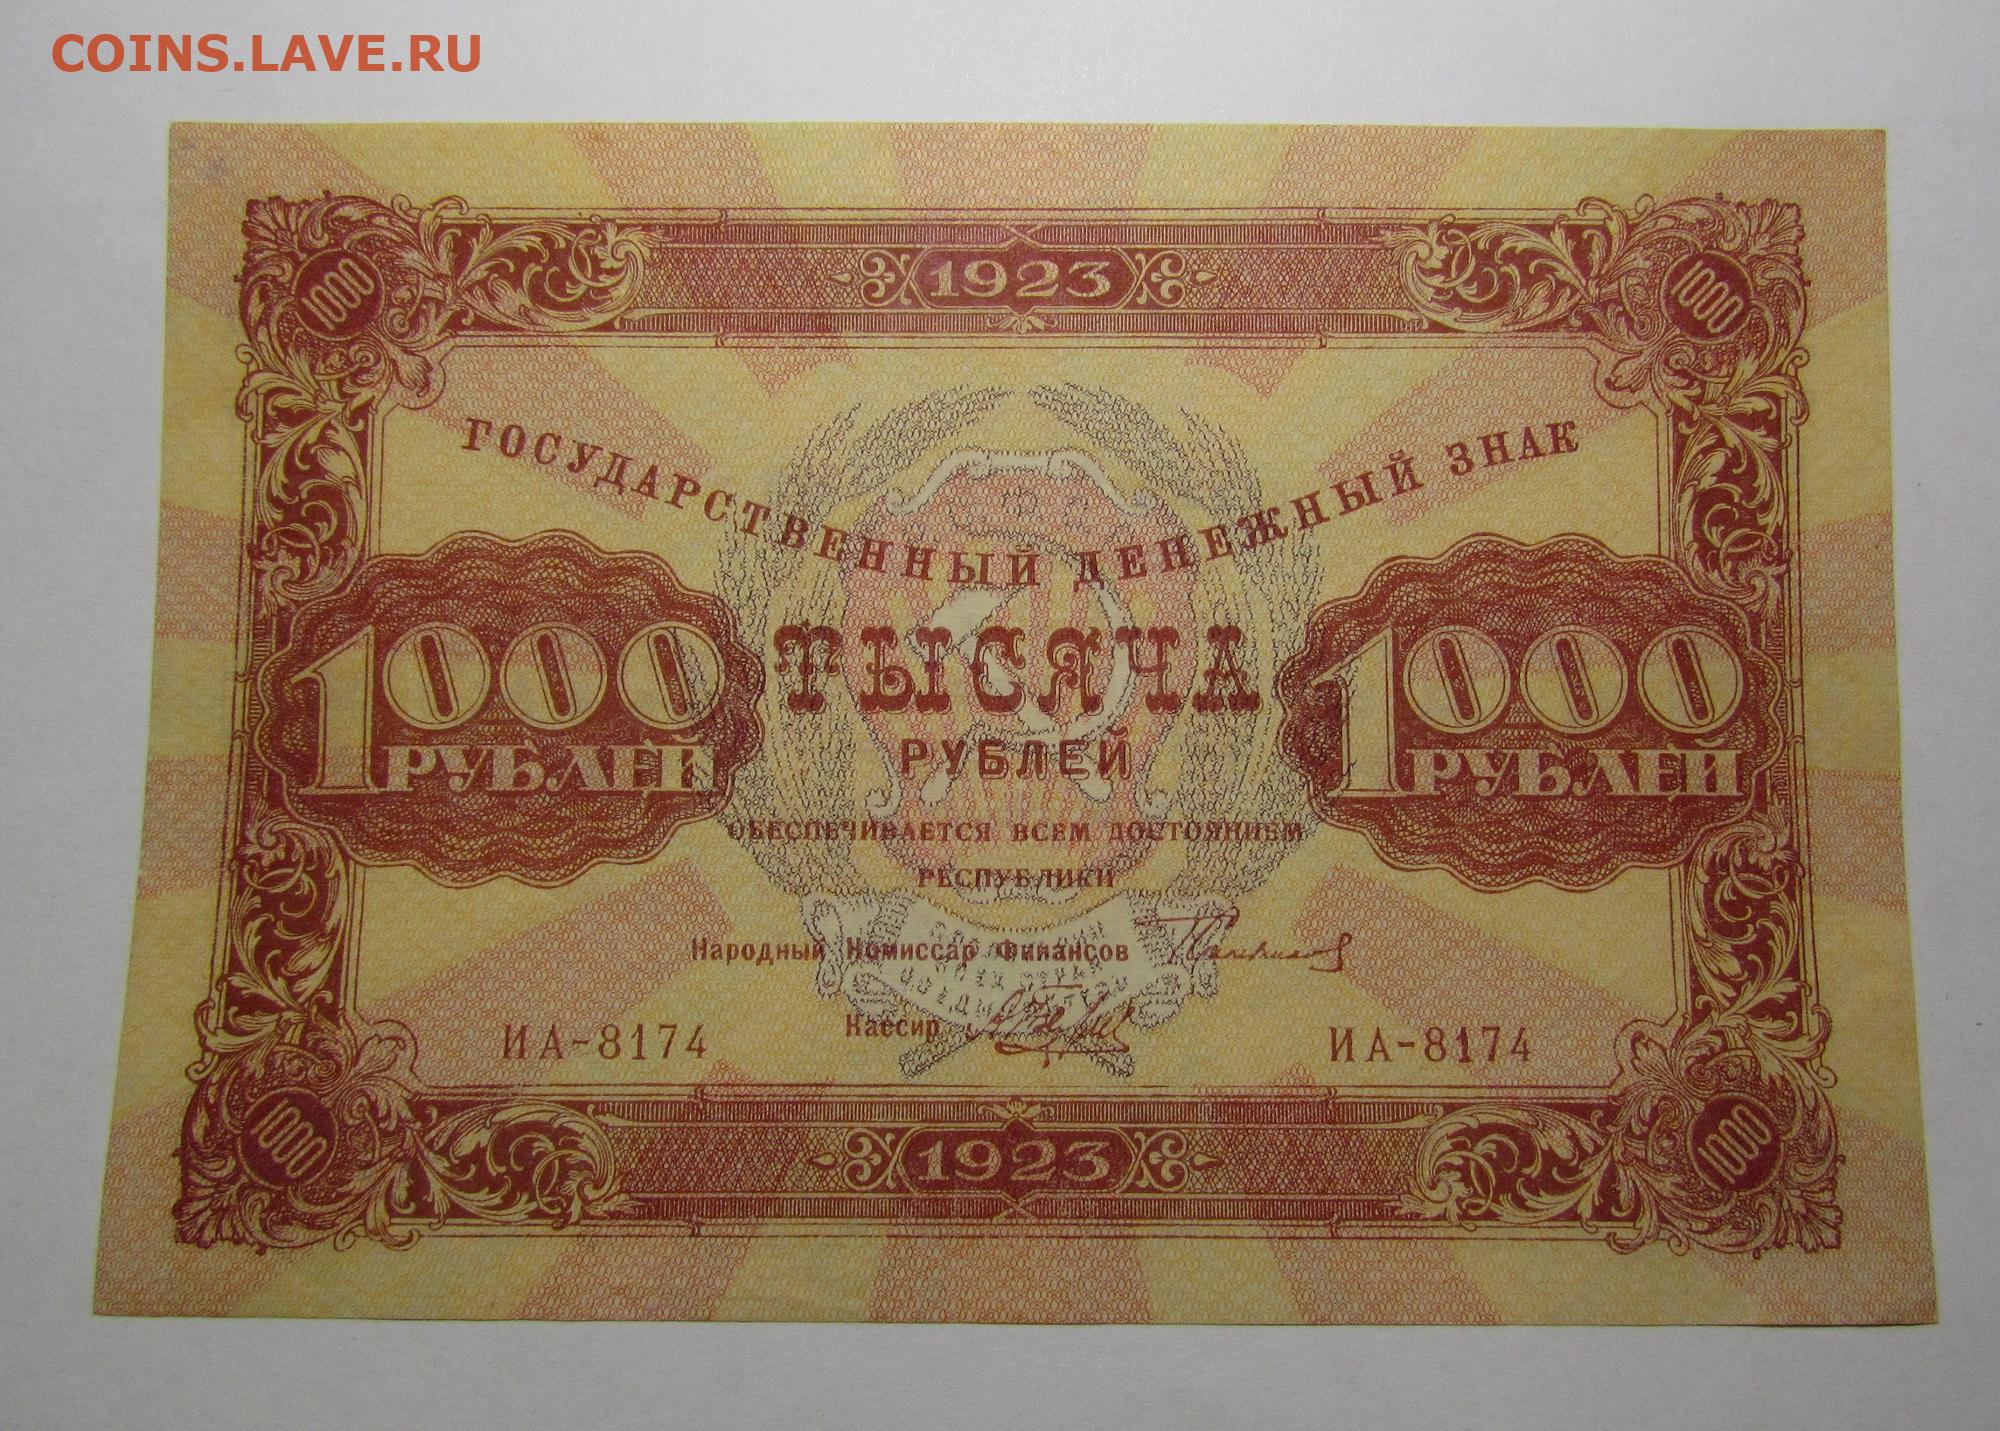 COINS.LAVE.RU
1000 1923 1000
ГОСУДАРСТВЕННЫЙ ДЕНЕЖНЫЙ ЗНАК
1000 ТЫСЯЧА 1000
РУБЛЕЙ РУБЛЕЙ РУБЛЕЙ
ОБЕСПЕЧИВАЕТСЯ ВСЕМ ДОСТОЯНИЕМ
РЕСПУБЛИКИ
Народный Комиссар Финансов
Кассир
ИА-8174 ИА-8174
1000 1923 1000